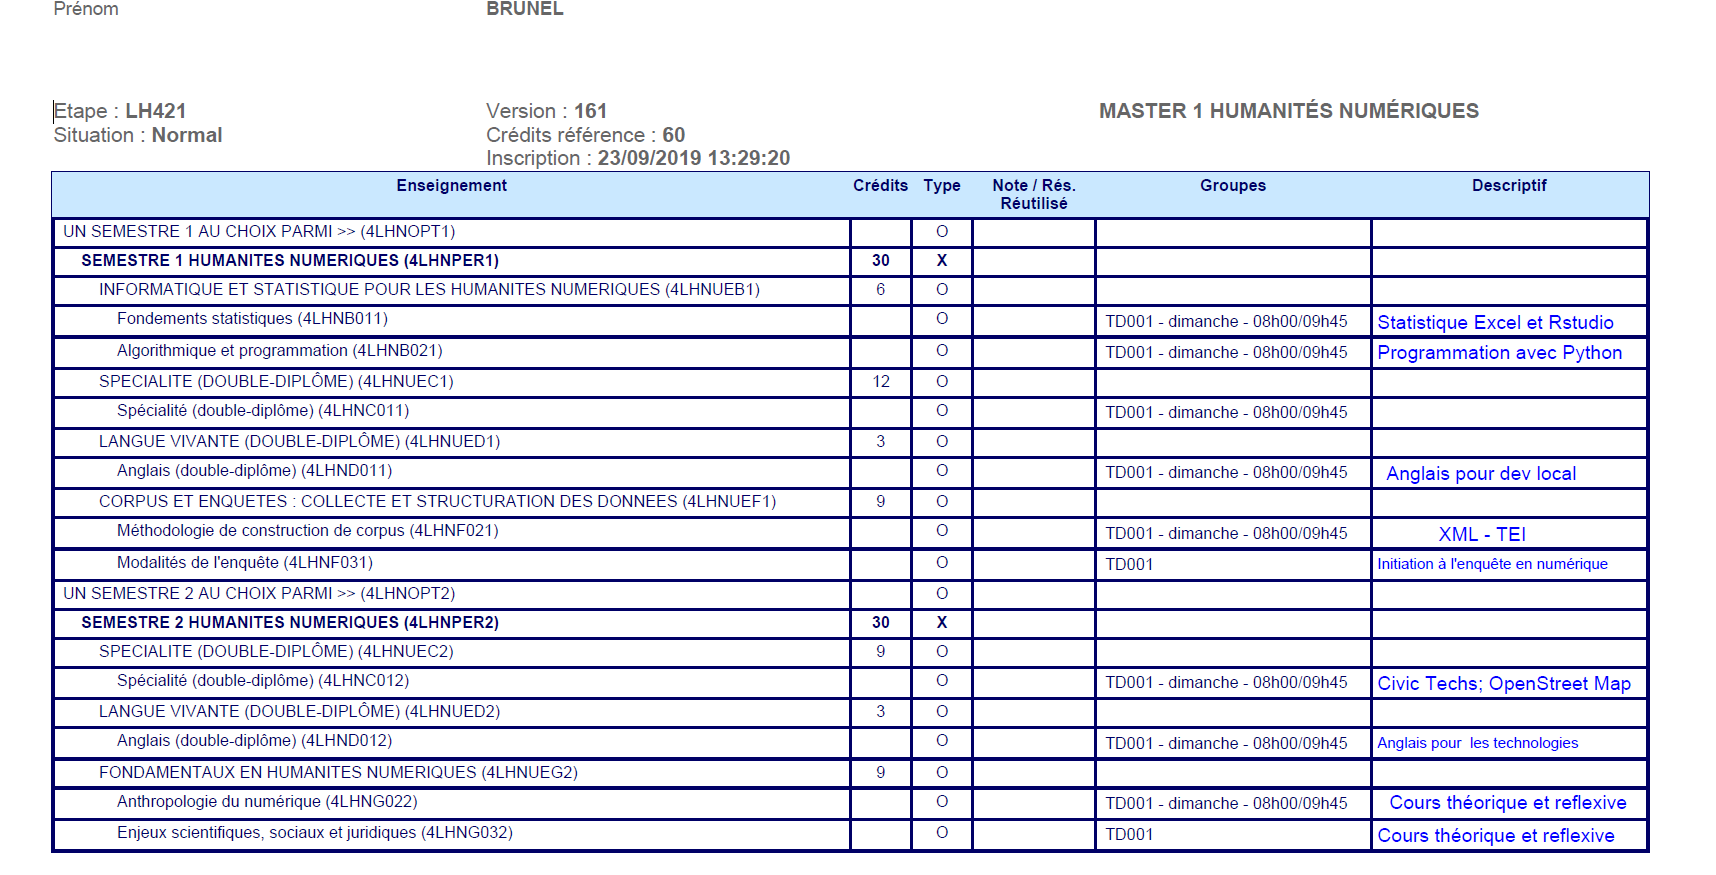 Prénom BRUNEL
Etape : LH421 Version : 161 MASTER 1 HUMANITÉS NUMÉRIQUES
Situation : Normal Crédits référence : 60
Inscription : 23/09/2019 13:29:20
Enseignement Crédits Type Note / Rés. Réutilisé Groupes Descriptif
UN SEMESTRE 1 AU CHOIX PARMI >> (4LHNOPT1) O
SEMESTRE 1 HUMANITES NUMERIQUES (4LHNPER1) 30 X
INFORMATIQUE ET STATISTIQUE POUR LES HUMANITES NUMERIQUES (4LHNUEB1) 6 O
Fondements statistiques (4LHNB011) O TD001 - dimanche - 08h00/09h45 Statistique Excel et Rstudio
Algorithmique et programmation (4LHNB021) O TD001 - dimanche - 08h00/09h45 Programmation avec Python
SPECIALITE (DOUBLE-DIPLÔME) (4LHNUEC1) 12 O
Spécialité (double-diplôme) (4LHNC011) O TD001 - dimanche - 08h00/09h45
LANGUE VIVANTE (DOUBLE-DIPLÔME) (4LHNUED1) 3 O
Anglais (double-diplôme) (4LHND011) O TD001 - dimanche - 08h00/09h45 Anglais pour dev local
CORPUS ET ENQUETES : COLLECTE ET STRUCTURATION DES DONNEES (4LHNUEF1) 9 O
Méthodologie de construction de corpus (4LHNF021) O TD001 - dimanche - 08h00/09h45 XML - TEI
Modalités de l'enquête (4LHNF031) O TD001 Initiation à l'enquête en numérique
UN SEMESTRE 2 AU CHOIX PARMI >> (4LHNOPT2) O
SEMESTRE 2 HUMANITES NUMERIQUES (4LHNPER2) 30 X
SPECIALITE (DOUBLE-DIPLÔME) (4LHNUEC2) 9 O
Spécialité (double-diplôme) (4LHNC012) O TD001 - dimanche - 08h00/09h45 Civic Techs; OpenStreet Map
LANGUE VIVANTE (DOUBLE-DIPLÔME) (4LHNUED2) 3 O
Anglais (double-diplôme) (4LHND012) O TD001 - dimanche - 08h00/09h45 Anglais pour les technologies
FONDAMENTAUX EN HUMANITES NUMERIQUES (4LHNUEG2) 9 O
Anthropologie du numérique (4LHNG022) O TD001 - dimanche - 08h00/09h45 Cours théorique et reflexive
Enjeux scientifiques, sociaux et juridiques (4LHNG032) O TD001 Cours théorique et reflexive